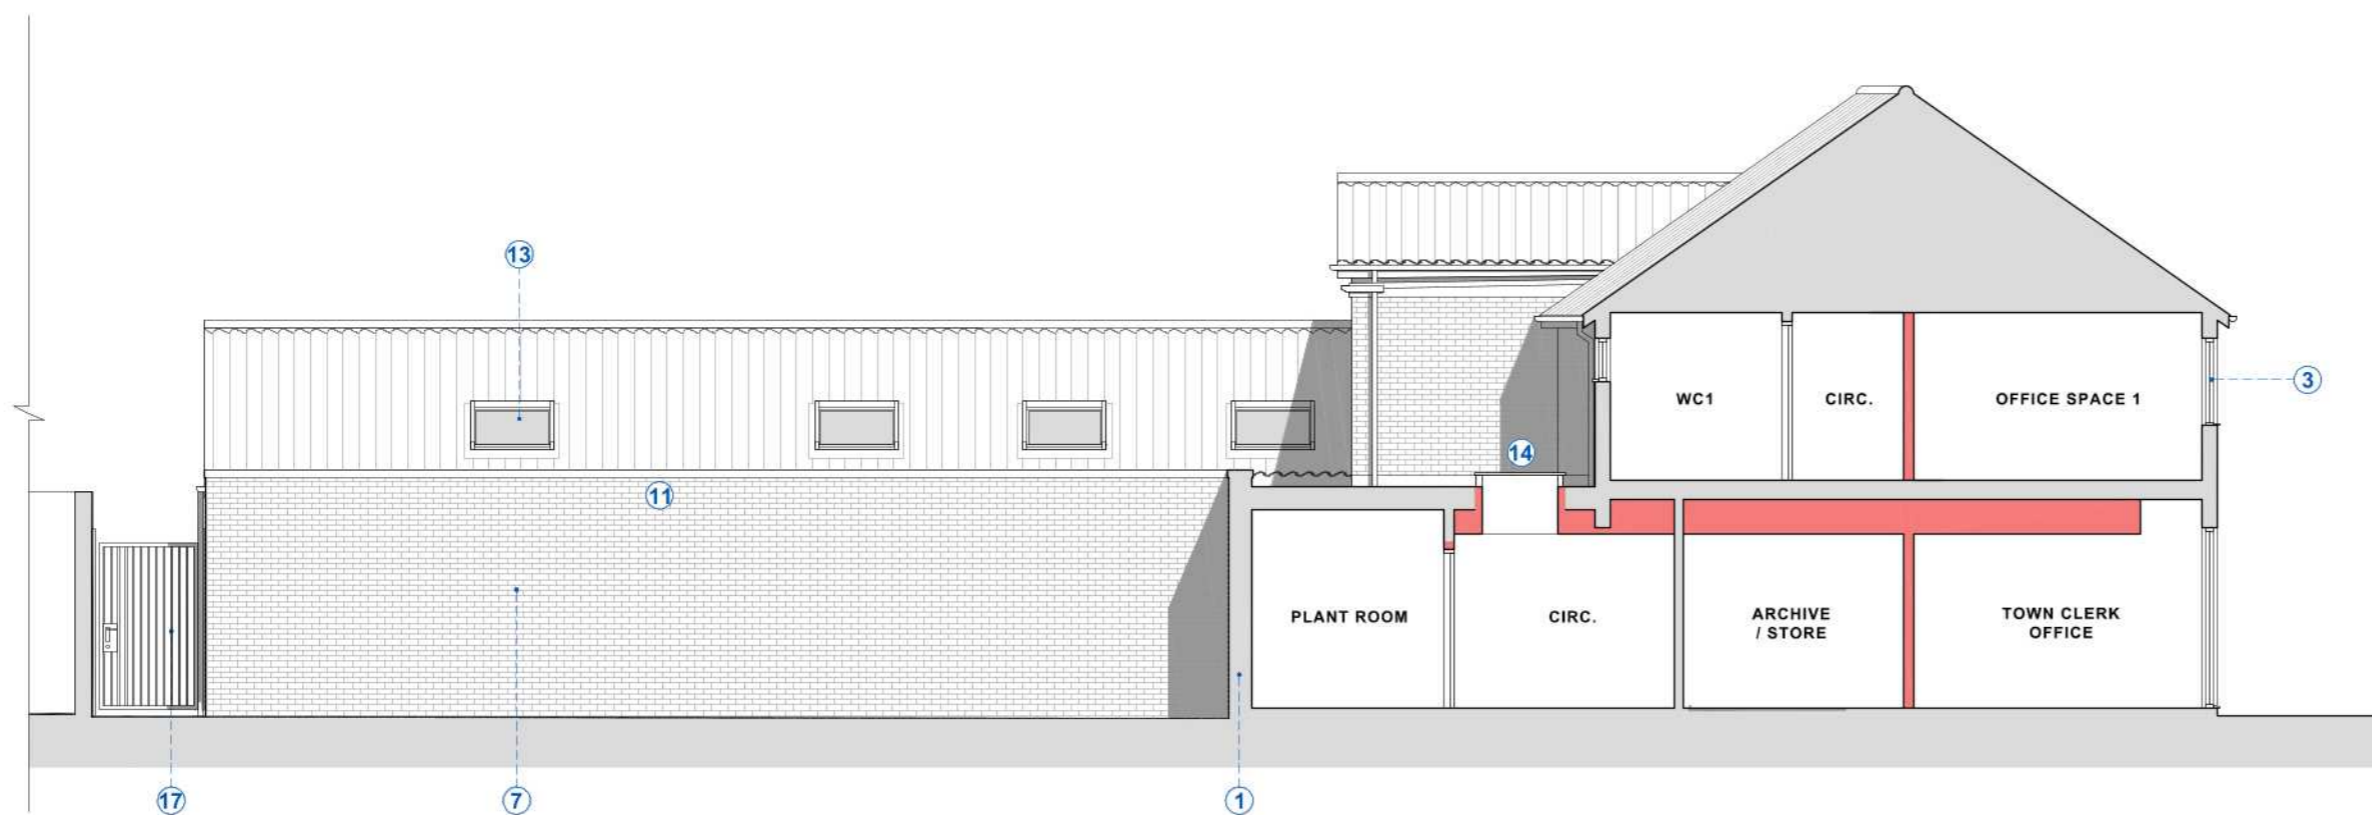 13
3
WC1
CIRC.
OFFICE SPACE 1
14
11
PLANT ROOM
CIRC.
ARCHIVE
/ STORE
TOWN CLERK
OFFICE
17
7
1